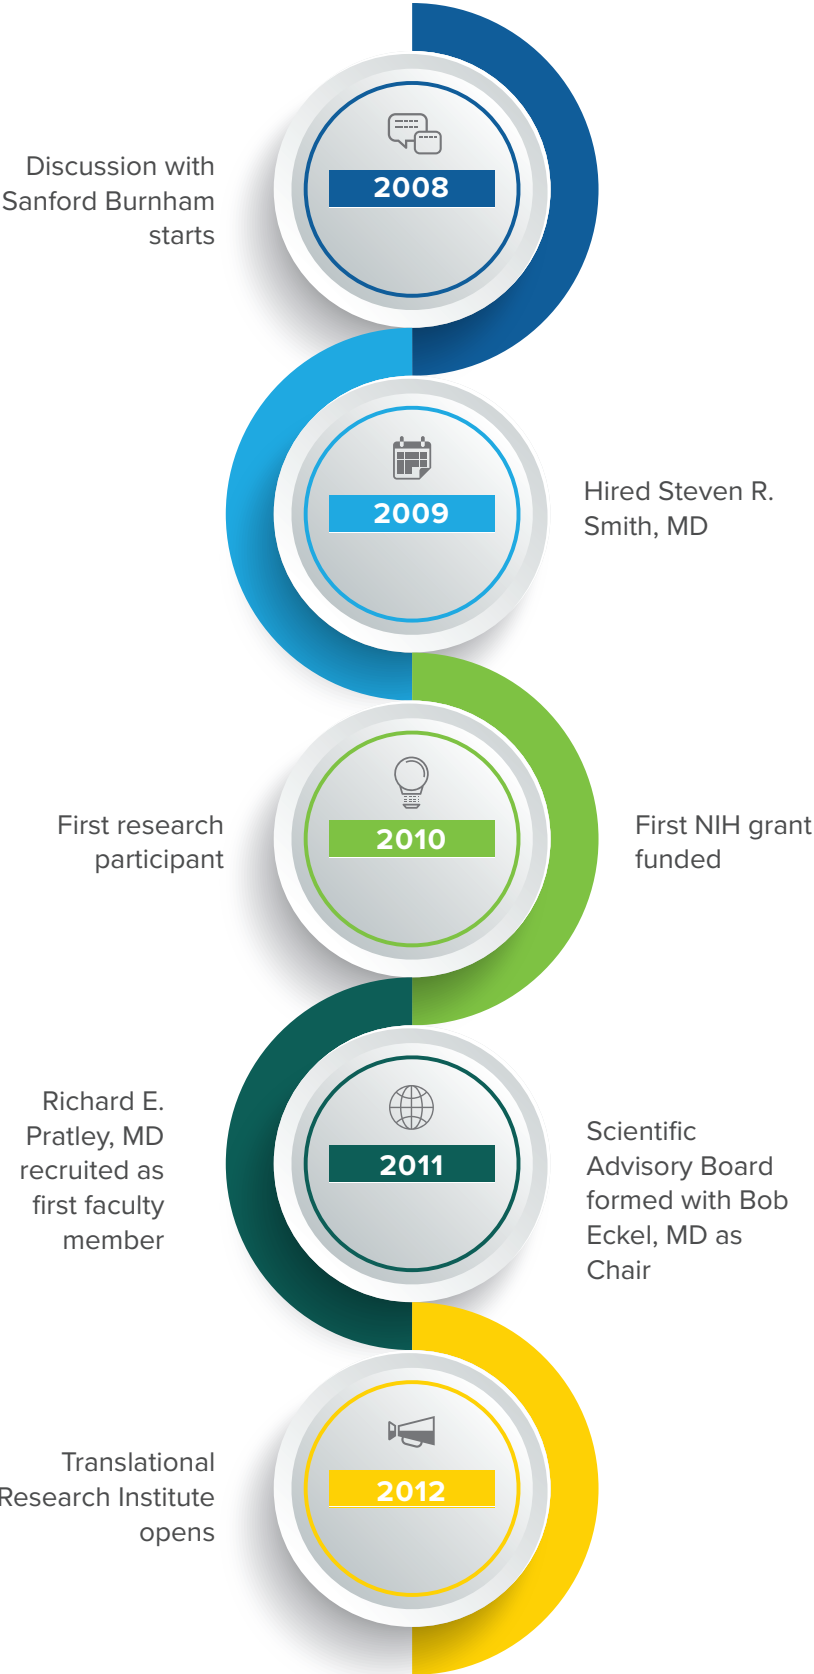 2008
Discussion with
Sanford Burnham
starts
2009
Hired Steven R.
Smith, MD
2010
First research
participant
First NIH grant
funded
2011
Richard E.
Pratley, MD
recruited as
first faculty
member
Scientific
Advisory Board
formed with Bob
Eckel, MD as
Chair
2012
Translational
Research Institute
opens